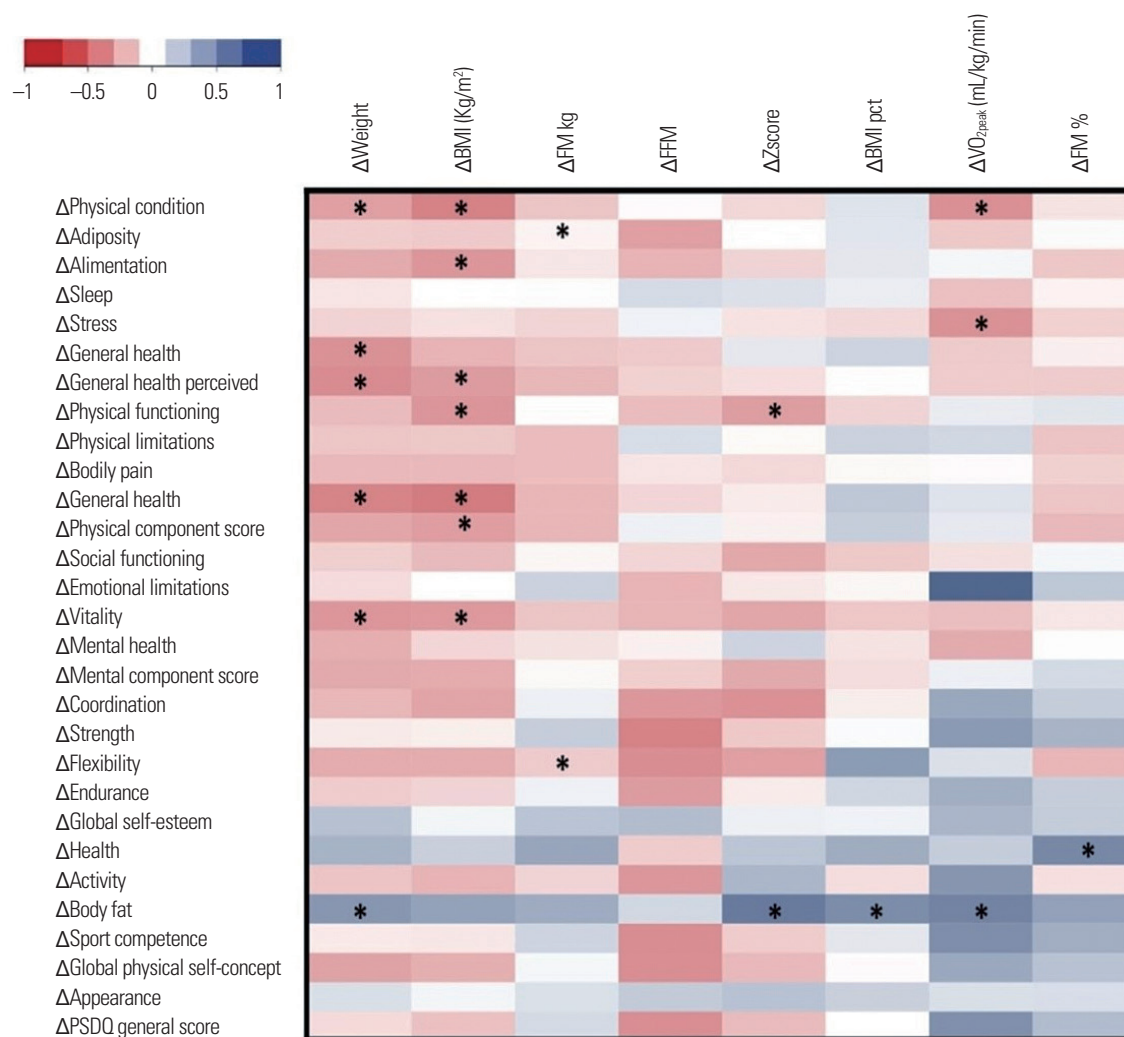 −1 −0.5 0 0.5 1
ΔWeight
ΔBMI (Kg/m²)
ΔFM kg
ΔFFM
ΔZscore
ΔBMI pct
ΔVO₂peak (mL/kg/min)
ΔFM %
ΔPhysical condition * * *
ΔAdiposity *
ΔAlimentation *
ΔSleep
ΔStress *
ΔGeneral health *
ΔGeneral health perceived * *
ΔPhysical functioning * *
ΔPhysical limitations
ΔBodily pain
ΔGeneral health * *
ΔPhysical component score *
ΔSocial functioning
ΔEmotional limitations
ΔVitality * *
ΔMental health
ΔMental component score
ΔCoordination
ΔStrength
ΔFlexibility *
ΔEndurance
ΔGlobal self-esteem
ΔHealth *
ΔActivity
ΔBody fat * * * *
ΔSport competence
ΔGlobal physical self-concept
ΔAppearance
ΔPSDQ general score